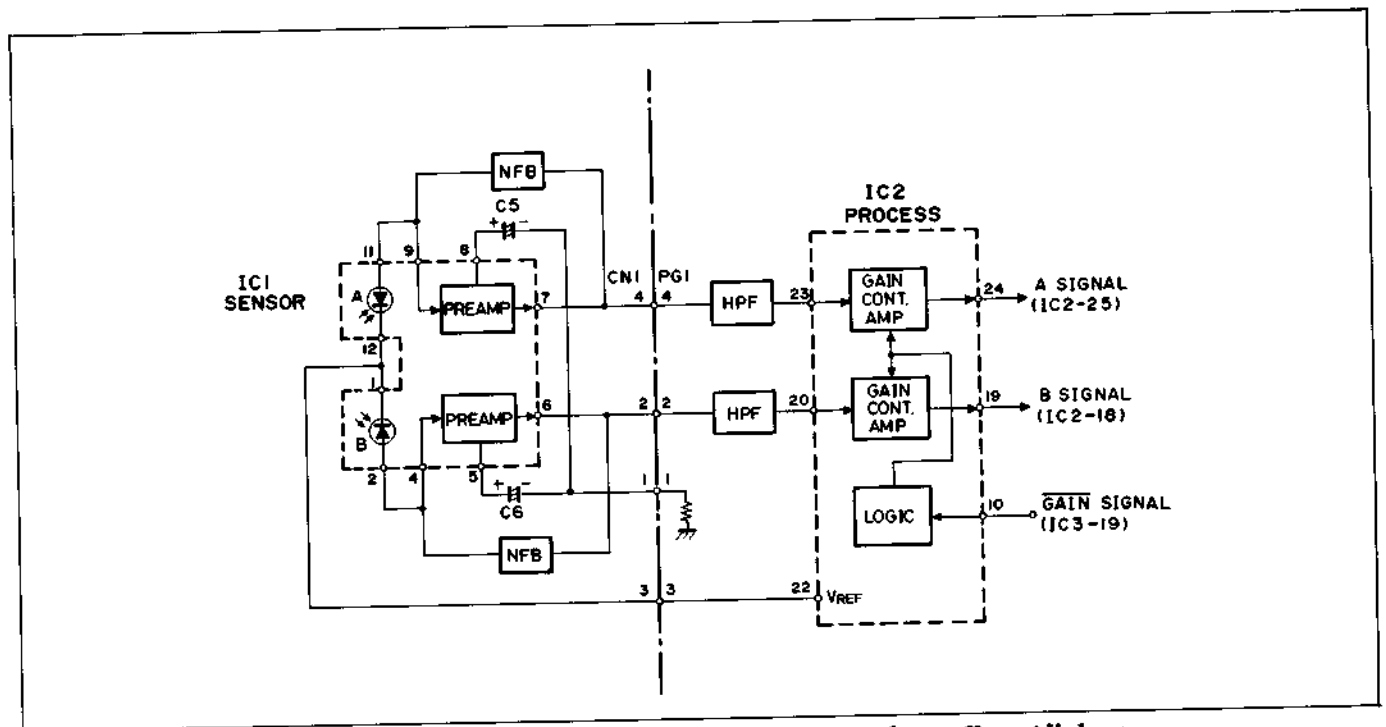 NFB
C5
+ -
11 9 8
IC1
SENSOR
A
PREAMP
7
CN1 PG1
4 4
HPF
IC2
PROCESS
23
GAIN
CONT.
AMP
24
A SIGNAL
(IC2-25)
12
1
B
PREAMP
6
2 2
HPF
20
GAIN
CONT.
AMP
19
B SIGNAL
(IC2-18)
2 4 5
+ -
C6
1 1
LOGIC
10
GAIN SIGNAL
(IC3-19)
NFB
3 3
22
VREF